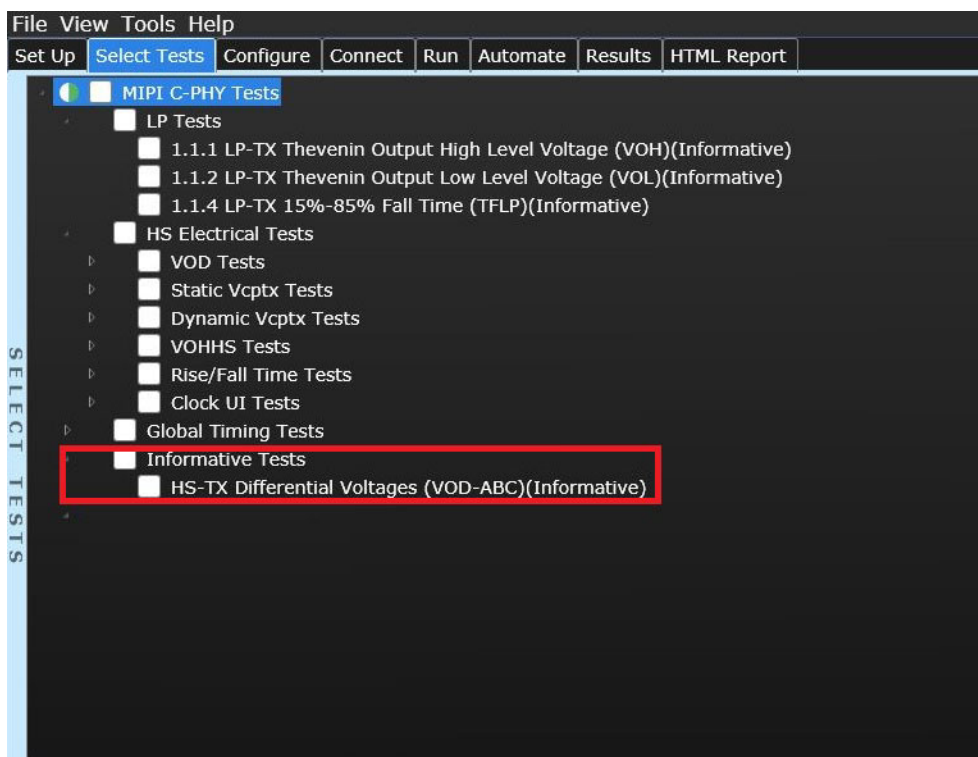 File View Tools Help
Set Up Select Tests Configure Connect Run Automate Results HTML Report
MIPI C-PHY Tests
LP Tests
1.1.1 LP-TX Thevenin Output High Level Voltage (VOH)(Informative)
1.1.2 LP-TX Thevenin Output Low Level Voltage (VOL)(Informative)
1.1.4 LP-TX 15%-85% Fall Time (TFLP)(Informative)
HS Electrical Tests
VOD Tests
Static Vcptx Tests
Dynamic Vcptx Tests
VOHHS Tests
Rise/Fall Time Tests
Clock UI Tests
Global Timing Tests
Informative Tests
HS-TX Differential Voltages (VOD-ABC)(Informative)
SELECT TESTS